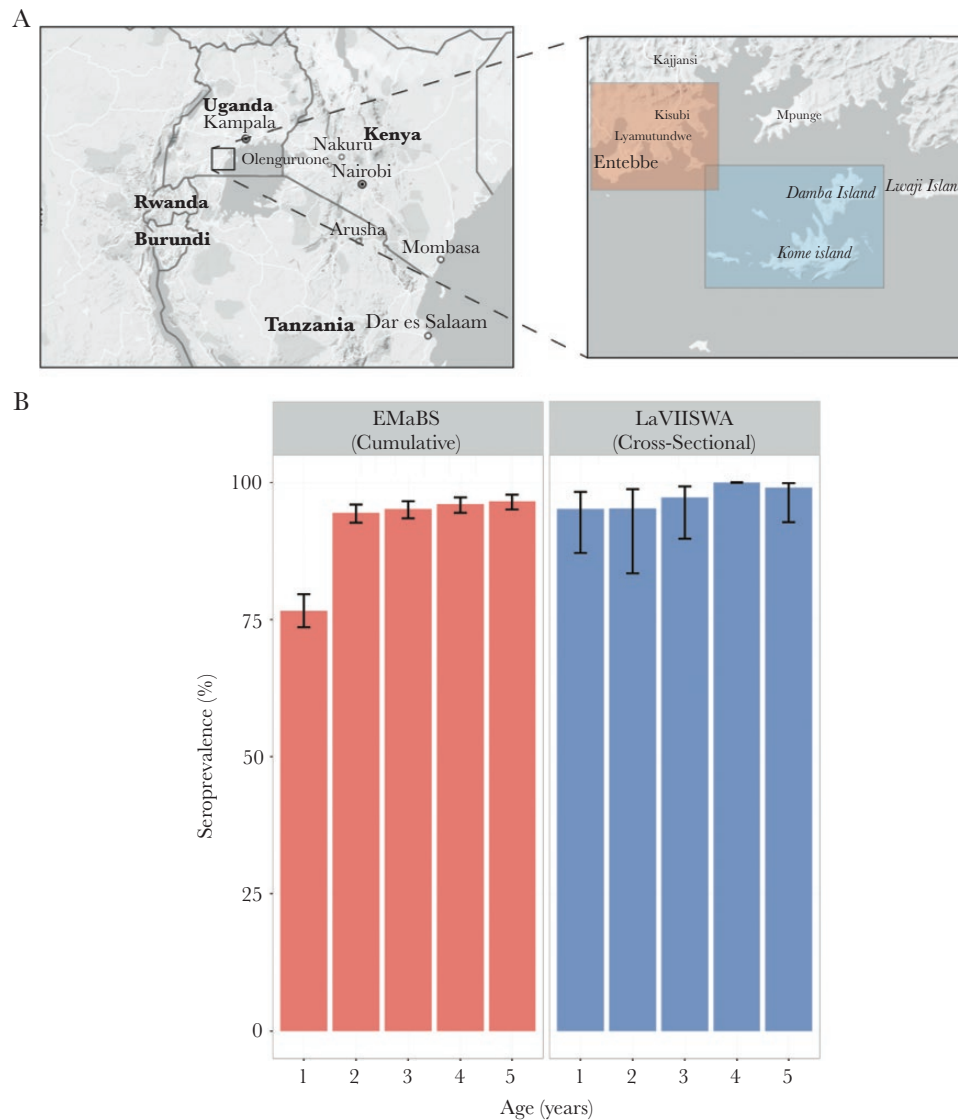 A
Uganda
Kampala
Kenya
Nakuru
Olenguruone
Nairobi
Rwanda
Burundi
Arusha
Mombasa
Tanzania
Dar es Salaam
Kajjansi
Kisubi
Mpunge
Lyamutundwe
Entebbe
Damba Island
Lwaji Islan
Kome island
B
EMaBS
(Cumulative)
LaVIISWA
(Cross-Sectional)
Seroprevalence (%)
100
75
50
25
0
1 2 3 4 5 1 2 3 4 5
Age (years)